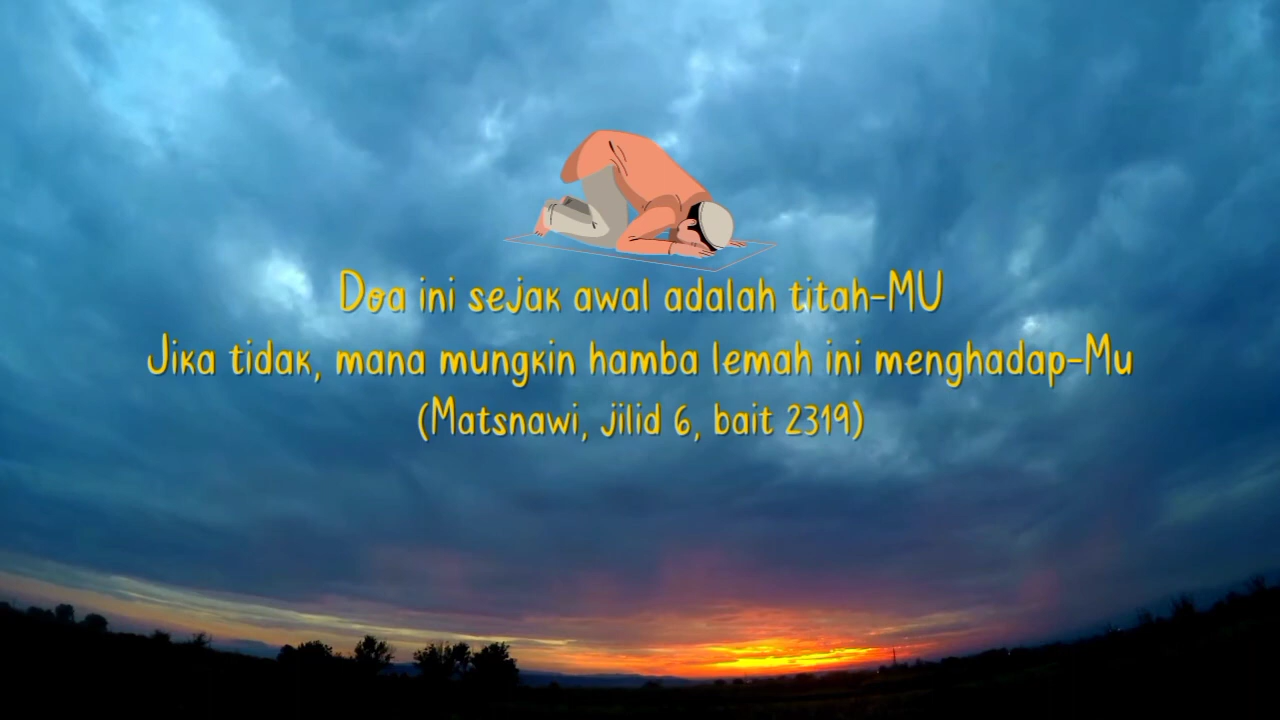 Doa ini sejak awal adalah titah-MU
Jika tidak, mana mungkin hamba lemah ini menghadap-Mu
(Matsnawi, jilid 6, bait 2319)